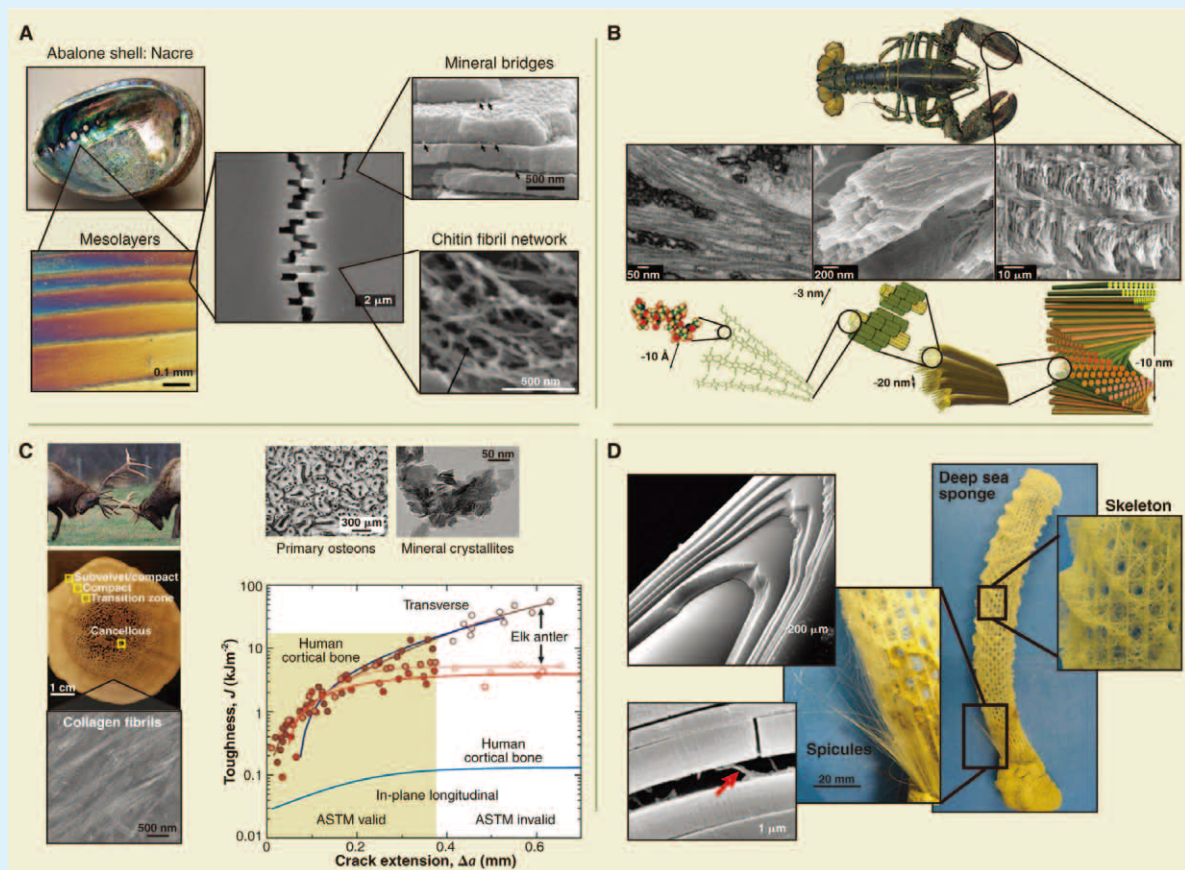 A
Abalone shell: Nacre
Mineral bridges
500 nm
Mesolayers
Chitin fibril network
2 μm
0.1 mm
500 nm
B
50 nm
200 nm
10 μm
-3 nm
-10 Å
-20 nm
-10 nm
C
50 nm
300 μm
Primary osteons
Mineral crystallites
Subvelvet/compact
Compact
Transition zone
Cancellous
1 cm
Collagen fibrils
500 nm
Toughness, J (kJm-2)
100
10
1
0.1
0.01
Transverse
Human
cortical bone
Elk antler
Human
cortical bone
In-plane longitudinal
ASTM valid
ASTM invalid
0
0.2
0.4
0.6
Crack extension, Δa (mm)
D
Deep sea
sponge
Skeleton
200 μm
Spicules
20 mm
1 μm